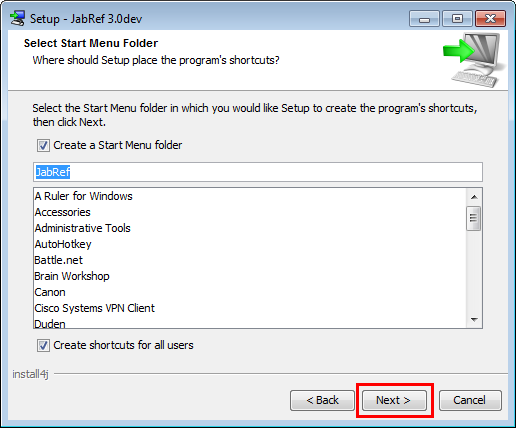 Setup - JabRef 3.0dev
Select Start Menu Folder
Where should Setup place the program's shortcuts?
Select the Start Menu folder in which you would like Setup to create the program's shortcuts,
then click Next.
Create a Start Menu folder
JabRef
A Ruler for Windows
Accessories
Administrative Tools
AutoHotkey
Battle.net
Brain Workshop
Canon
Cisco Systems VPN Client
Duden
Create shortcuts for all users
install4j
< Back
Next >
Cancel